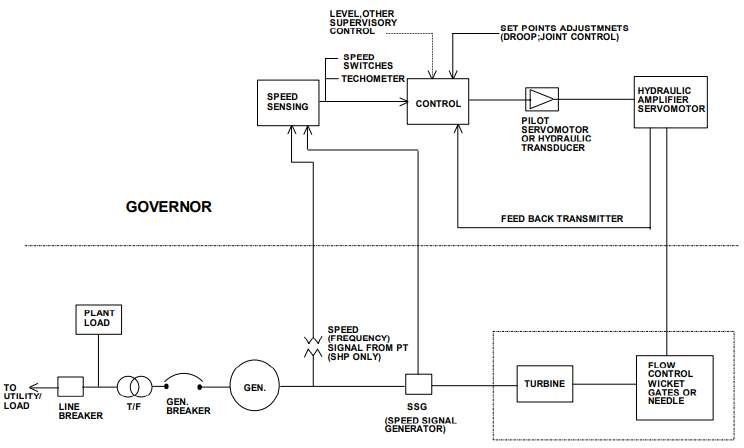 LEVEL,OTHER
SUPERVISORY
CONTROL
SET POINTS ADJUSTMNETS
(DROOP;JOINT CONTROL)
SPEED
SWITCHES
TECHOMETER
SPEED
SENSING
CONTROL
HYDRAULIC
AMPLIFIER
SERVOMOTOR
PILOT
SERVOMOTOR
OR HYDRAULIC
TRANSDUCER
GOVERNOR
FEED BACK TRANSMITTER
PLANT
LOAD
SPEED
(FREQUENCY)
SIGNAL FROM PT
(SHP ONLY)
TO
UTILITY/
LOAD
LINE
BREAKER
T/F
GEN.
BREAKER
GEN.
SSG
(SPEED SIGNAL
GENERATOR)
TURBINE
FLOW
CONTROL
WICKET
GATES OR
NEEDLE